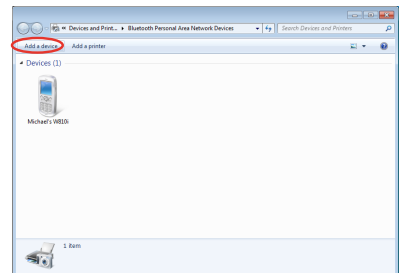 « Devices and Print... ▸ Bluetooth Personal Area Network Devices
Search Devices and Printers
Add a device Add a printer
Devices (1)
Michael's W810i
1 item